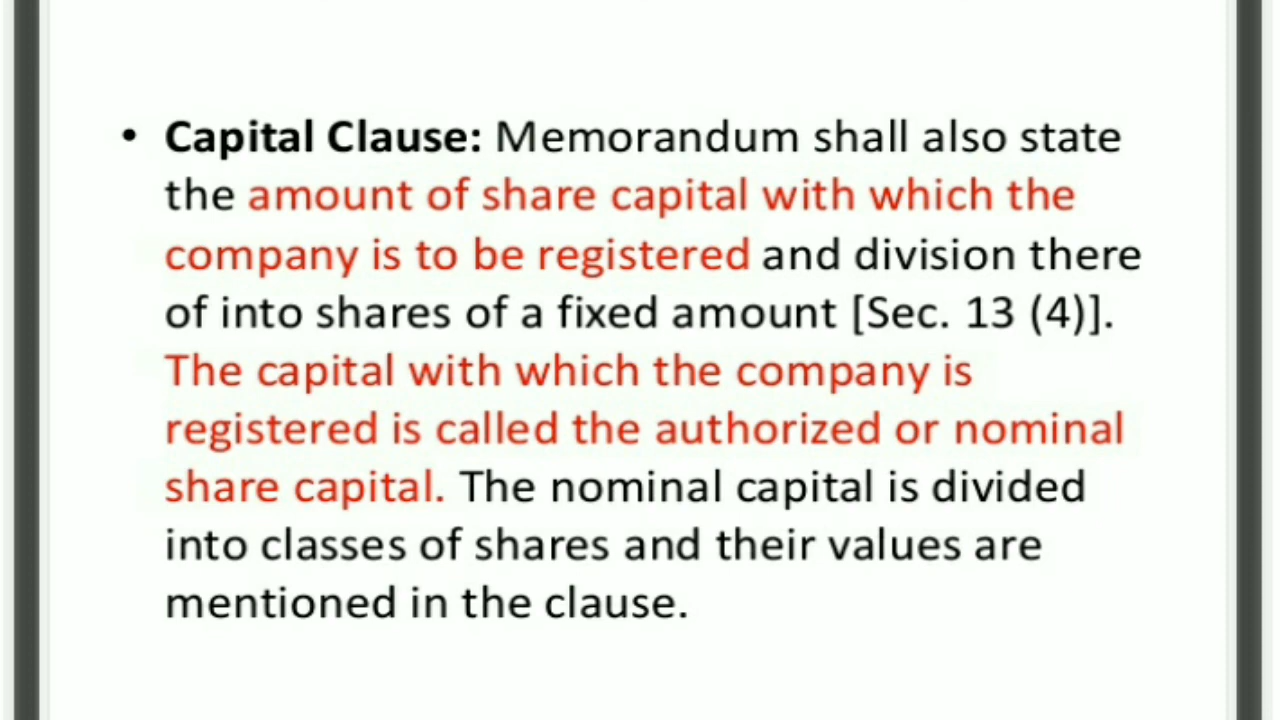 • Capital Clause: Memorandum shall also state
the amount of share capital with which the
company is to be registered and division there
of into shares of a fixed amount [Sec. 13 (4)].
The capital with which the company is
registered is called the authorized or nominal
share capital. The nominal capital is divided
into classes of shares and their values are
mentioned in the clause.